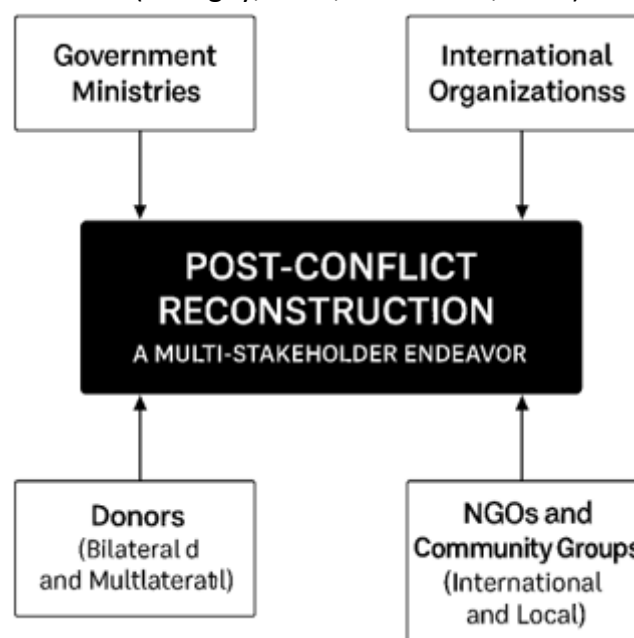 Government
Ministries
International
Organizationss
POST-CONFLICT
RECONSTRUCTION
A MULTI-STAKEHOLDER ENDEAVOR
Donors
(Bilateral d
and Multlateratl)
NGOs and
Community Groups
(International
and Local)